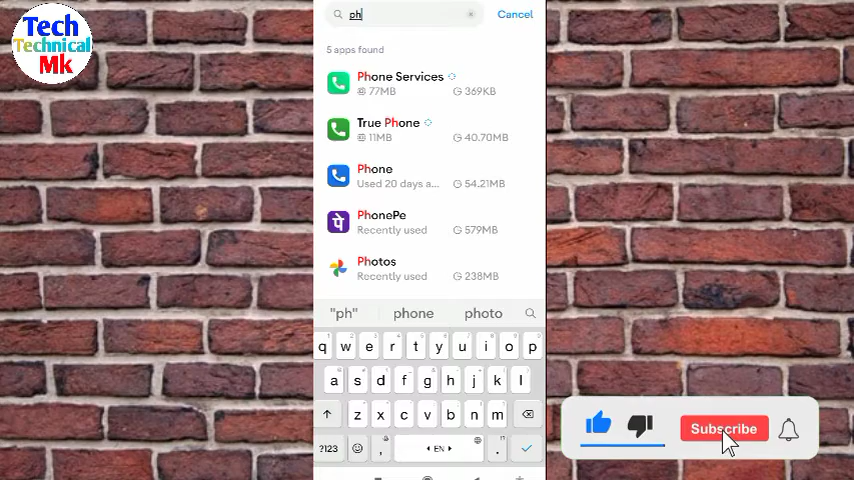 Tech
Technical
Mk
ph
Cancel
5 apps found
Phone Services
77MB
369KB
True Phone
11MB
40.70MB
Phone
Used 20 days a...
54.21MB
पे
PhonePe
Recently used
579MB
Photos
Recently used
238MB
"ph" phone photo
q w e r t y u i o p
a s d f g h j k l
z x c v b n m
?123 , EN .
Subscribe